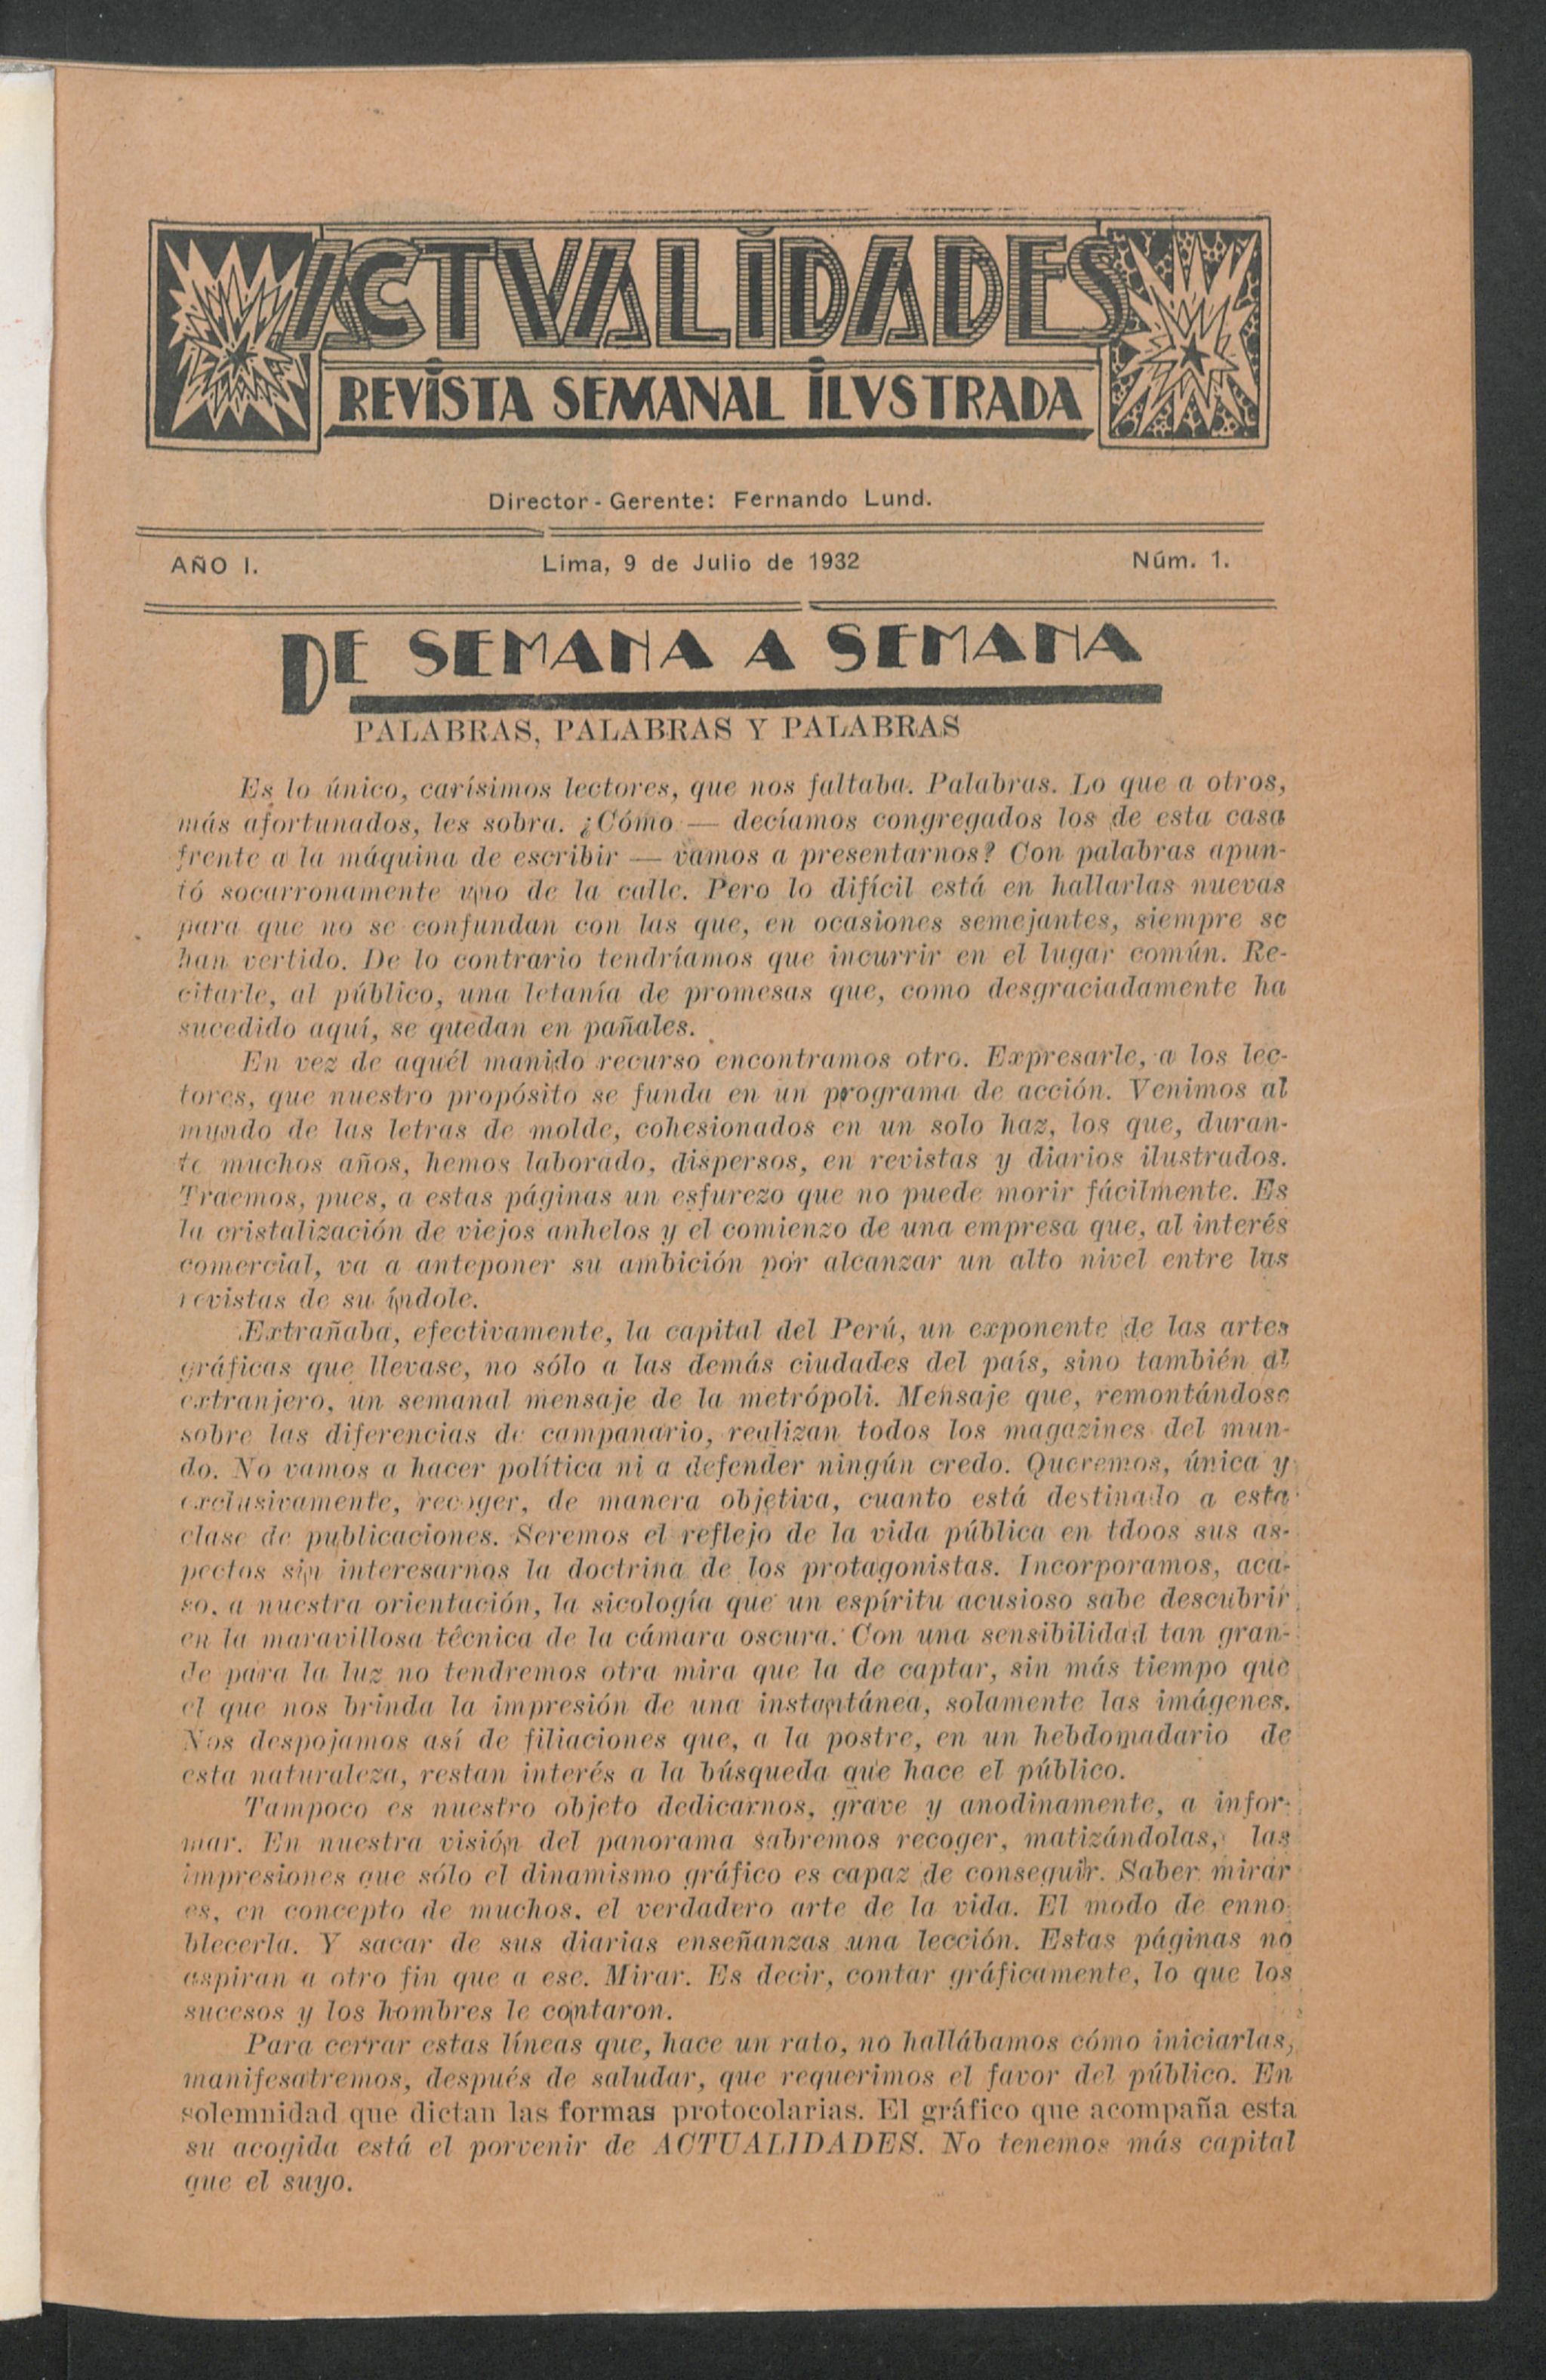 ACTVALIDADES
REVISTA SEMANAL ILVSTRADA
Director - Gerente: Fernando Lund.
AÑO I. Lima, 9 de Julio de 1932 Núm. 1.
DE SEMANA A SEMANA
PALABRAS, PALABRAS Y PALABRAS
Es lo único, carísimos lectores, que nos faltaba. Palabras. Lo que a otros,
más afortunados, les sobra. ¿Cómo — decíamos congregados los de esta casa
frente a la máquina de escribir — vamos a presentarnos? Con palabras apun-
tó socarronamente uno de la calle. Pero lo difícil está en hallarlas nuevas
para que no se confundan con las que, en ocasiones semejantes, siempre se
han vertido. De lo contrario tendríamos que incurrir en el lugar común. Re-
citarle, al público, una letanía de promesas que, como desgraciadamente ha
sucedido aquí, se quedan en pañales.
En vez de aquél manido recurso encontramos otro. Expresarle, a los lec-
tores, que nuestro propósito se funda en un programa de acción. Venimos al
mundo de las letras de molde, cohesionados en un solo haz, los que, duran-
te muchos años, hemos laborado, dispersos, en revistas y diarios ilustrados.
Traemos, pues, a estas páginas un esfurezo que no puede morir fácilmente. Es
la cristalización de viejos anhelos y el comienzo de una empresa que, al interés
comercial, va a anteponer su ambición por alcanzar un alto nivel entre las
revistas de su índole.
Extrañaba, efectivamente, la capital del Perú, un exponente de las artes
gráficas que llevase, no sólo a las demás ciudades del país, sino también al
extranjero, un semanal mensaje de la metrópoli. Mensaje que, remontándose
sobre las diferencias de campanario, realizan todos los magazines del mun-
do. No vamos a hacer política ni a defender ningún credo. Queremos, única y
exclusivamente, recoger, de manera objetiva, cuanto está destinado a esta
clase de publicaciones. Seremos el reflejo de la vida pública en tdoos sus as-
pectos sin interesarnos la doctrina de los protagonistas. Incorporamos, aca-
so, a nuestra orientación, la sicología que un espíritu acusioso sabe descubrir
en la maravillosa técnica de la cámara oscura. Con una sensibilidad tan gran-
de para la luz no tendremos otra mira que la de captar, sin más tiempo que
el que nos brinda la impresión de una instantánea, solamente las imágenes.
Nos despojamos así de filiaciones que, a la postre, en un hebdomadario de
esta naturaleza, restan interés a la búsqueda que hace el público.
Tampoco es nuestro objeto dedicarnos, grave y anodinamente, a infor-
mar. En nuestra visión del panorama sabremos recoger, matizándolas, las
impresiones que sólo el dinamismo gráfico es capaz de conseguir. Saber mirar
es, en concepto de muchos, el verdadero arte de la vida. El modo de enno-
blecerla. Y sacar de sus diarias enseñanzas una lección. Estas páginas no
aspiran a otro fin que a ese. Mirar. Es decir, contar gráficamente, lo que los
sucesos y los hombres le contaron.
Para cerrar estas líneas que, hace un rato, no hallábamos cómo iniciarlas,
manifesatremos, después de saludar, que requerimos el favor del público. En
solemnidad que dictan las formas protocolarias. El gráfico que acompaña esta
su acogida está el porvenir de ACTUALIDADES. No tenemos más capital
que el suyo.